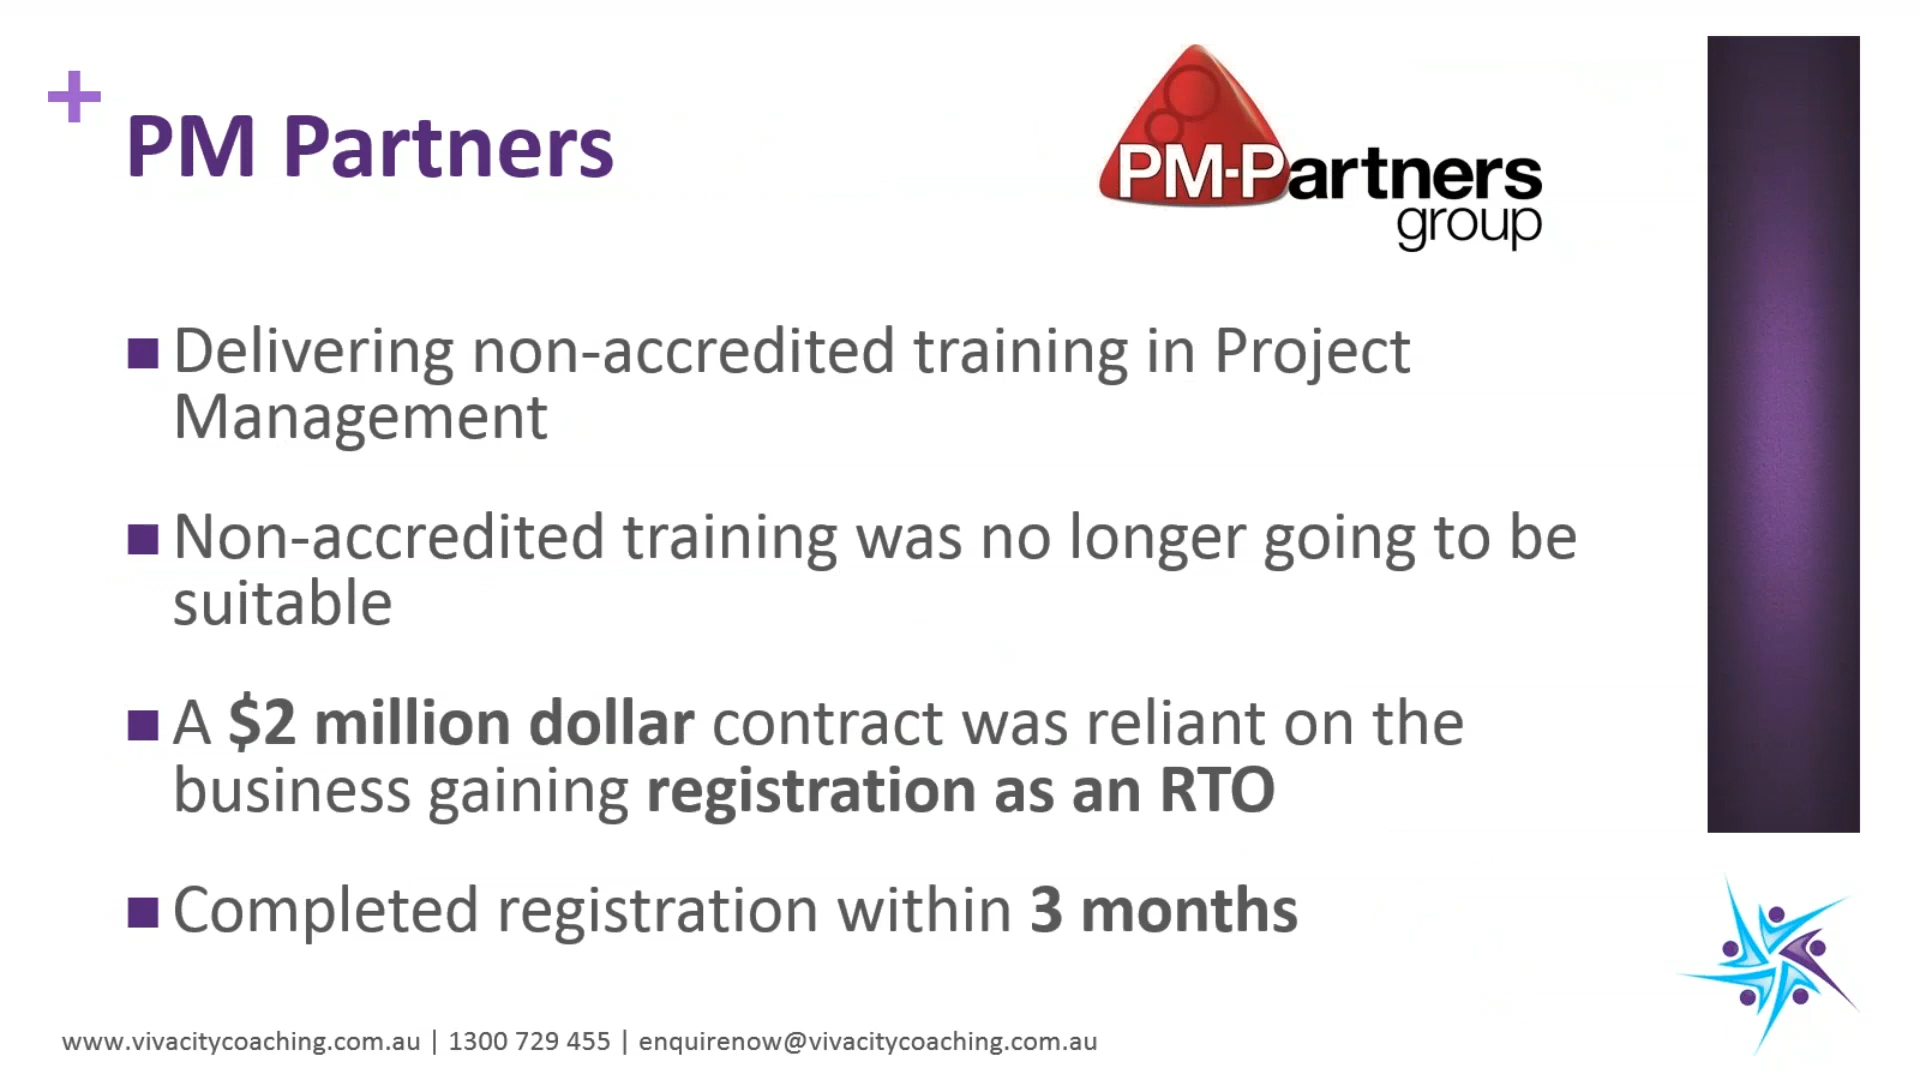 PM Partners
PM-Partners
group
Delivering non-accredited training in Project
Management
Non-accredited training was no longer going to be
suitable
A $2 million dollar contract was reliant on the
business gaining registration as an RTO
Completed registration within 3 months
www.vivacitycoaching.com.au | 1300 729 455 | enquirenow@vivacitycoaching.com.au